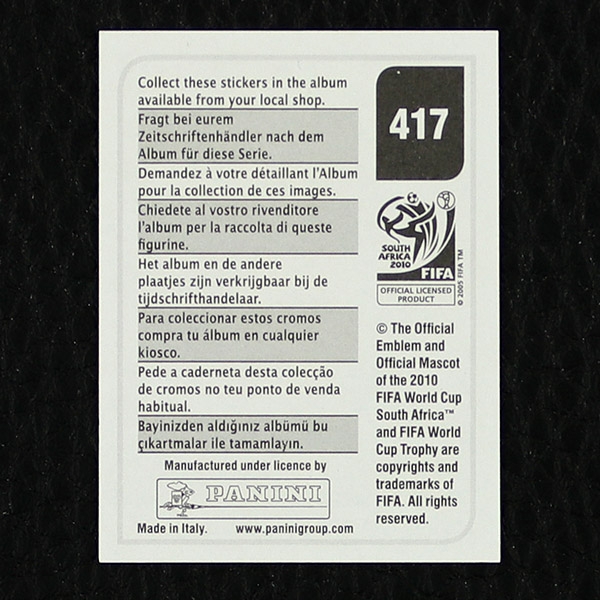 Collect these stickers in the album
available from your local shop.
Fragt bei eurem
Zeitschriftenhändler nach dem
Album für diese Serie.
Demandez à votre détaillant l'Album
pour la collection de ces images.
Chiedete al vostro rivenditore
l'album per la raccolta di queste
figurine.
Het album en de andere
plaatjes zijn verkrijgbaar bij de
tijdschrifthandelaar.
Para coleccionar estos cromos
compra tu álbum en cualquier
kiosco.
Pede a caderneta desta colecção
de cromos no teu ponto de venda
habitual.
Bayinizden aldığınız albümü bu
çıkartmalar ile tamamlayın.
Manufactured under licence by
PANINI
Made in Italy. www.paninigroup.com
417
SOUTH
AFRICA
2010
FIFA
OFFICIAL LICENSED
PRODUCT
© 2005 FIFA TM
© The Official
Emblem and
Official Mascot
of the 2010
FIFA World Cup
South Africa™
and FIFA World
Cup Trophy are
copyrights and
trademarks of
FIFA. All rights
reserved.